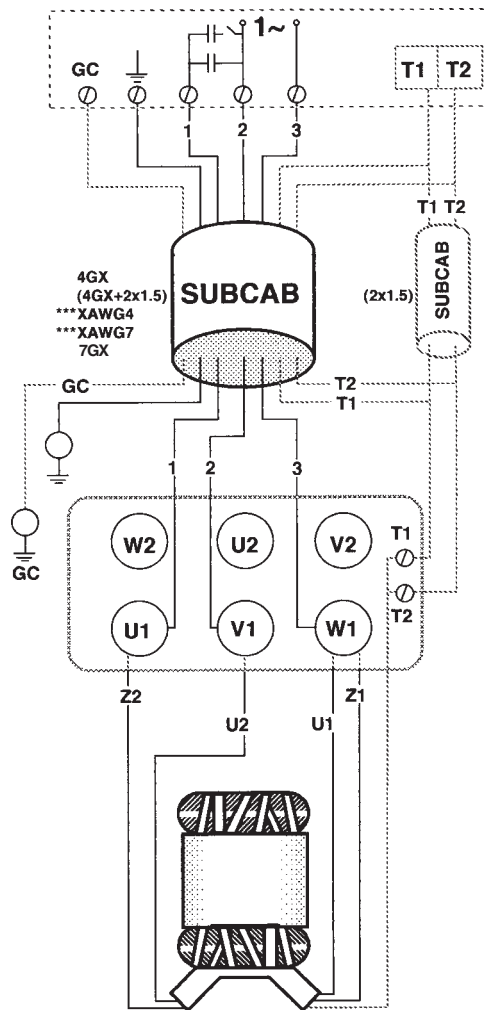 1~
GC
T1 T2
1 2 3
T1 T2
4GX
(4GX+2x1.5)
***XAWG4
***XAWG7
7GX
SUBCAB
(2x1.5)
SUBCAB
GC
T2
T1
1 2 3
GC
W2 U2 V2
T1
U1 V1 W1
T2
Z2
U2
U1
Z1